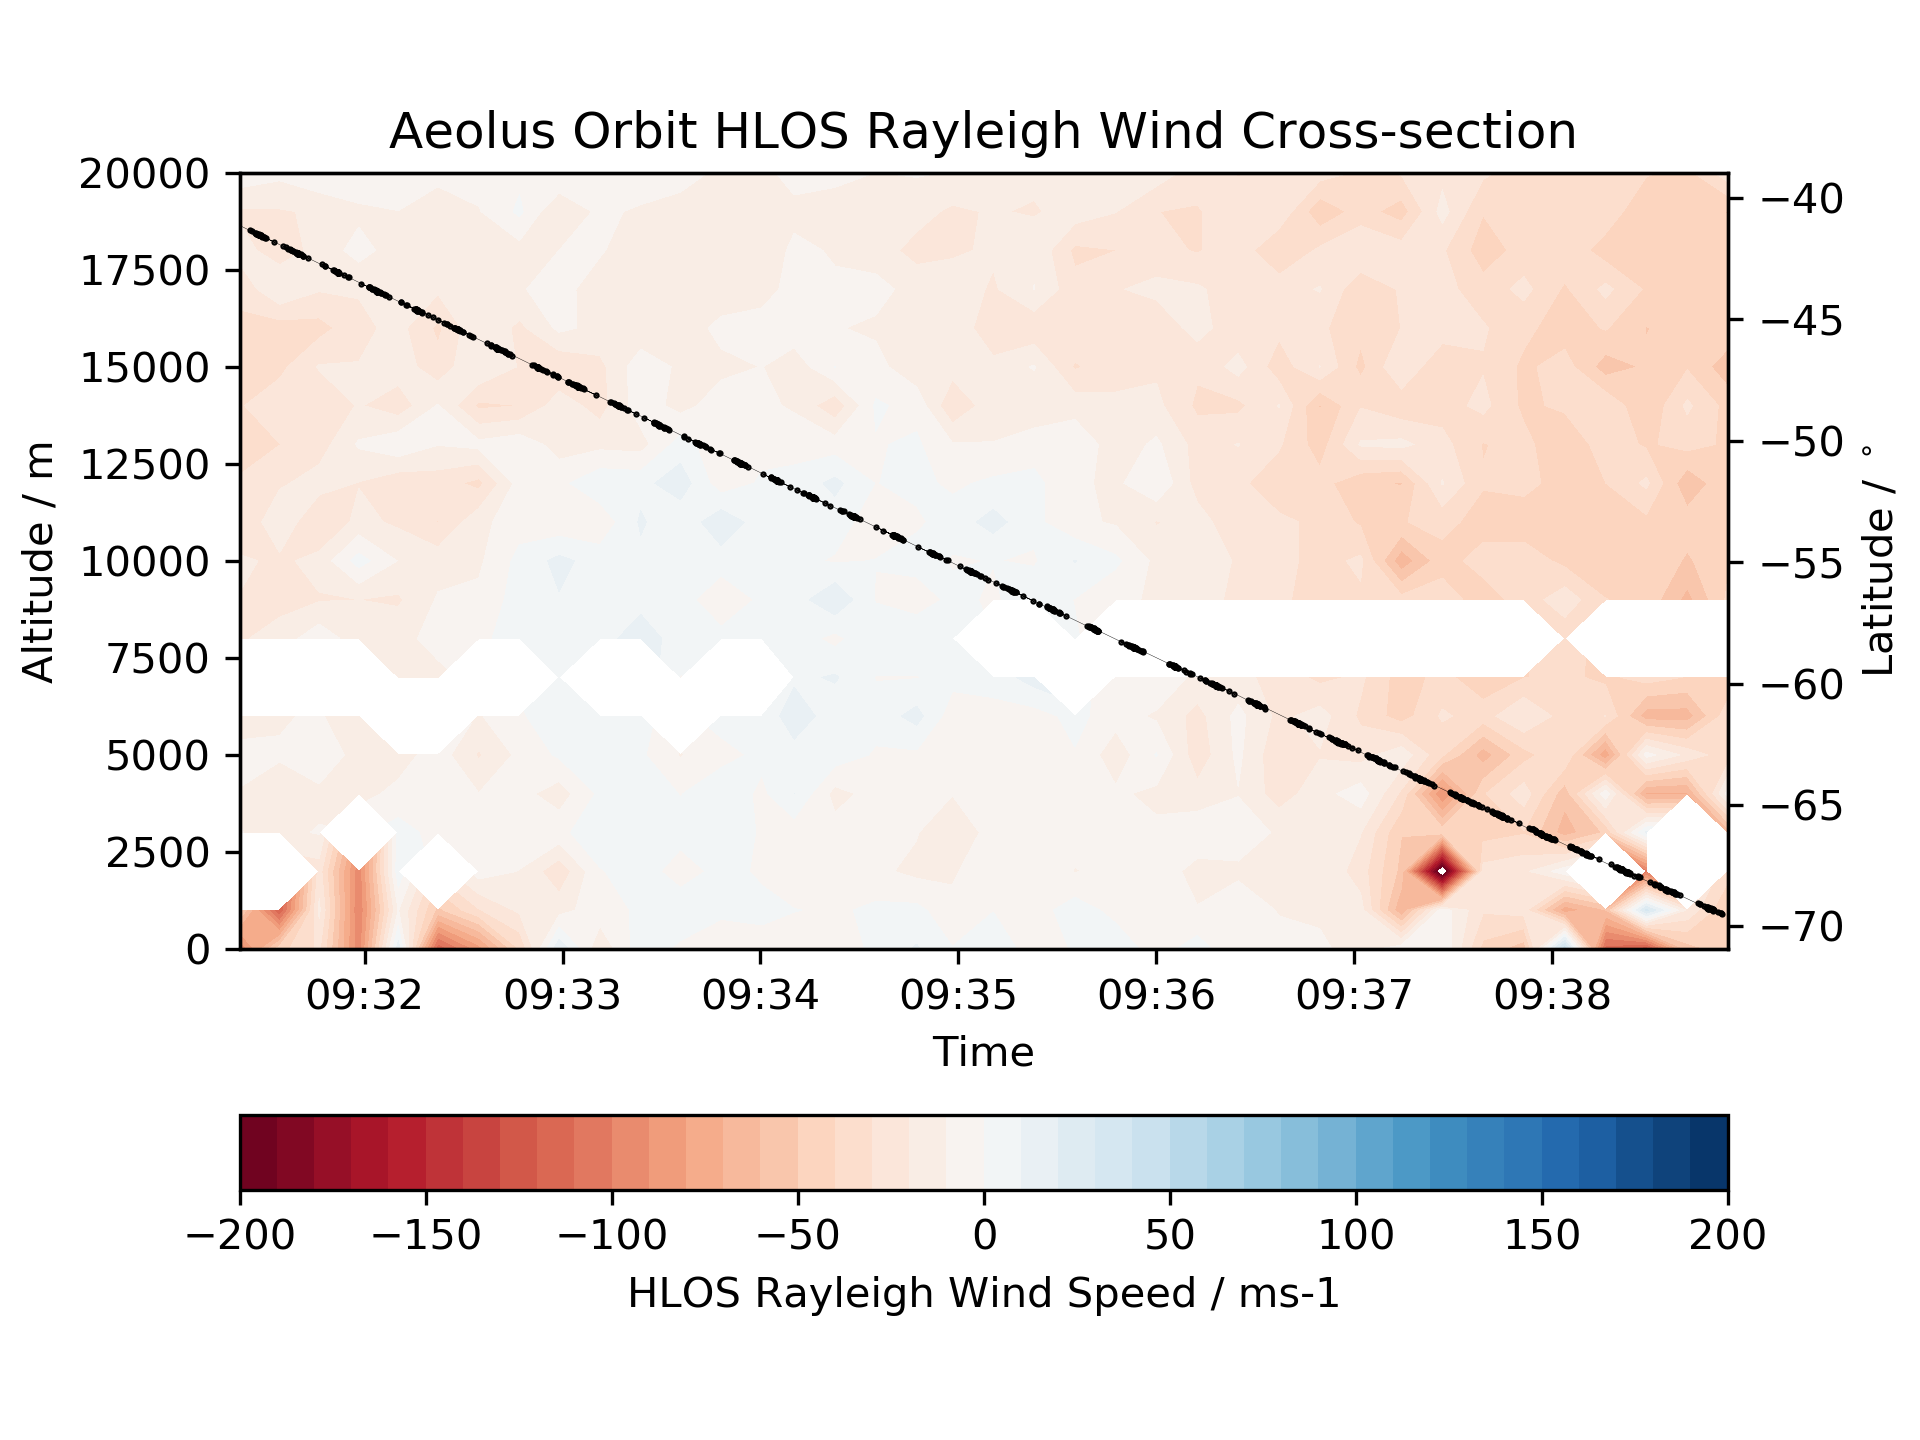 Aeolus Orbit HLOS Rayleigh Wind Cross-section
20000
17500
15000
12500
10000
7500
5000
2500
0
Altitude / m
−40
−45
−50
−55
−60
−65
−70
Latitude / °
09:32 09:33 09:34 09:35 09:36 09:37 09:38
Time
−200 −150 −100 −50 0 50 100 150 200
HLOS Rayleigh Wind Speed / ms-1